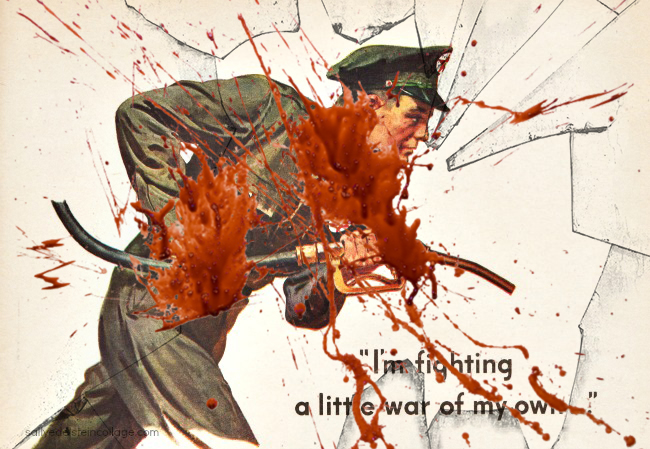 "I'm fighting
a little war of my own . . ."
sallyedelsteincollage.com